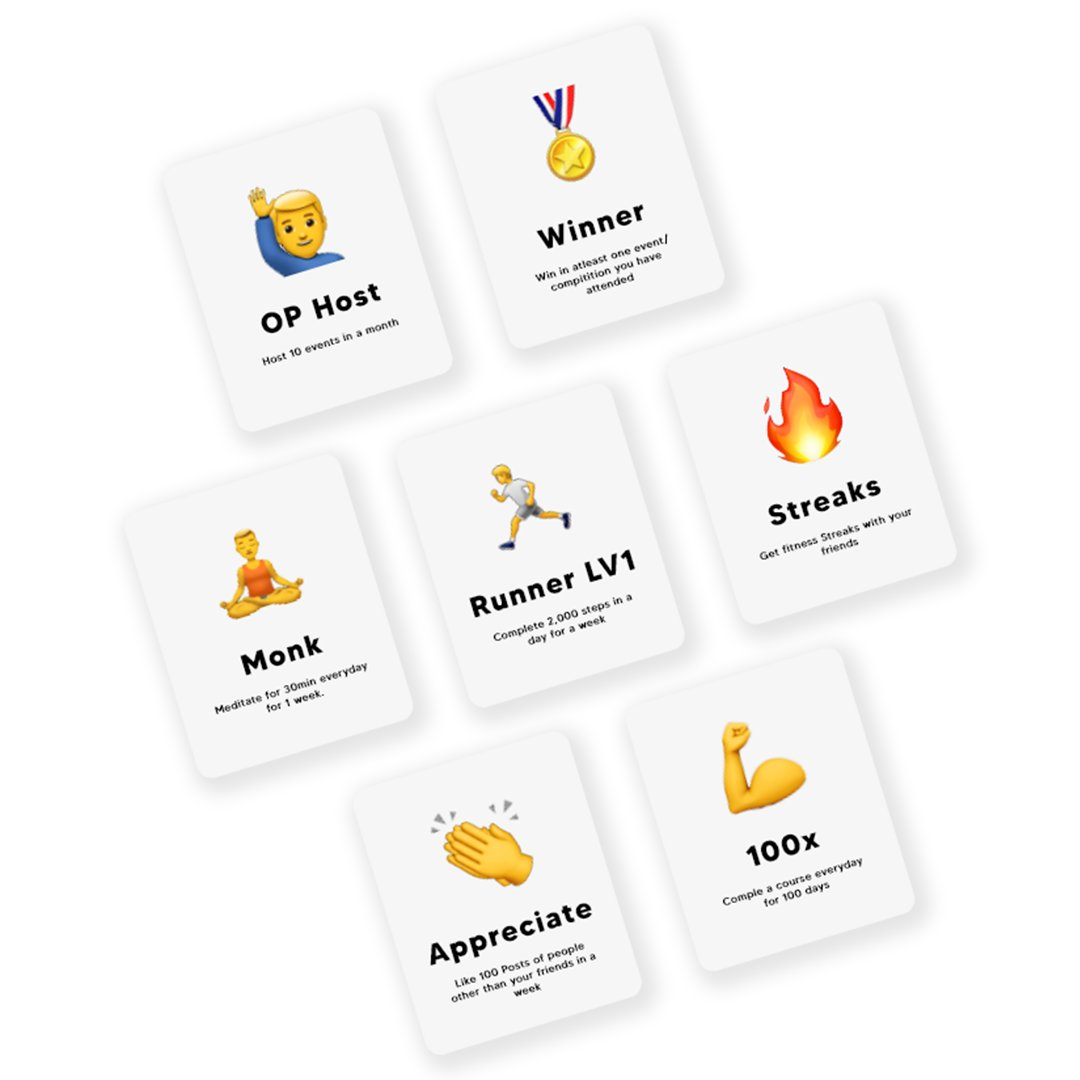 Winner
Win in atleast one event/
compitition you have
attended
OP Host
Host 10 events in a month
Streaks
Get fitness Streaks with your
friends
Runner LV1
Complete 2,000 steps in a
day for a week
Monk
Meditate for 30min everyday
for 1 week.
100x
Comple a course everyday
for 100 days
Appreciate
Like 100 Posts of people
other than your friends in a
week